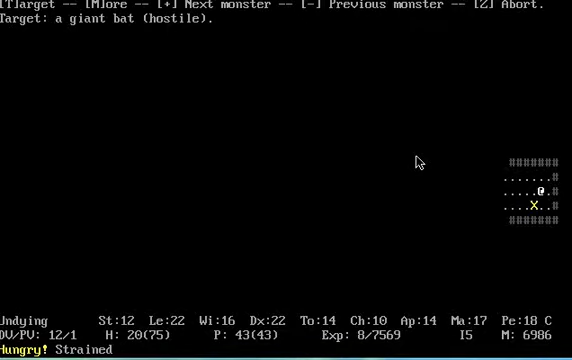 [T]arget -- [M]ore -- [+] Next monster -- [-] Previous monster -- [Z] Abort.
Target: a giant bat (hostile).
#######
.......#
.....@.#
....X..#
#######
Undying St:12 Le:22 Wi:16 Dx:22 To:14 Ch:10 Ap:14 Ma:17 Pe:18 C
DV/PV: 12/1 H: 20(75) P: 43(43) Exp: 8/7569 I5 M: 6986
Hungry! Strained